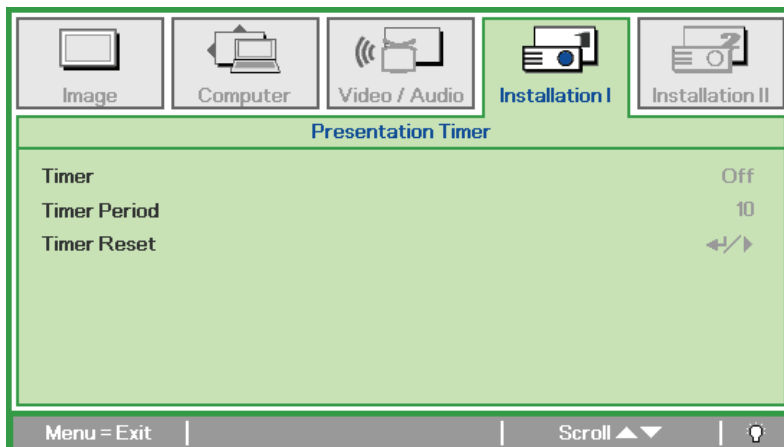 Image
Computer
Video / Audio
Installation I
Installation II
Presentation Timer
Timer Off
Timer Period 10
Timer Reset ↵/▶
Menu = Exit Scroll ▲▼